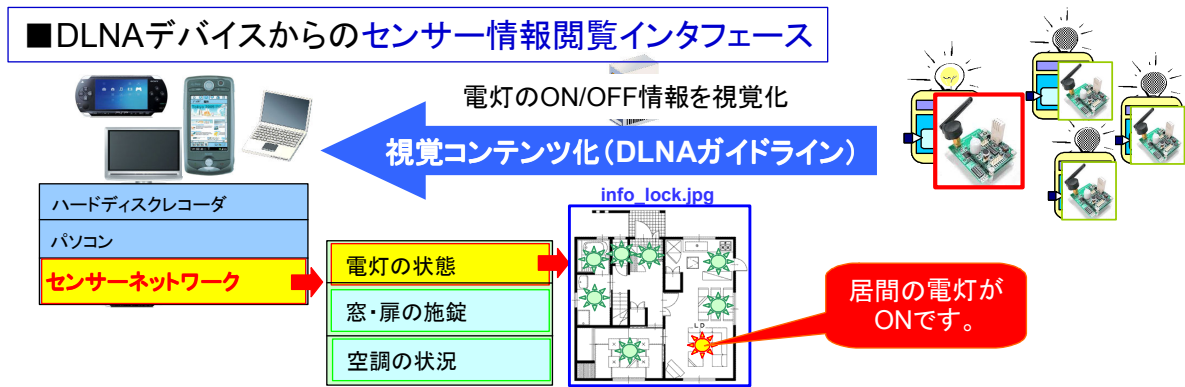 ■DLNAデバイスからのセンサー情報閲覧インタフェース
電灯のON/OFF情報を視覚化
視覚コンテンツ化（DLNAガイドライン）
info_lock.jpg
ハードディスクレコーダ
パソコン
センサーネットワーク
電灯の状態
窓・扉の施錠
空調の状況
LD
居間の電灯が
ONです。